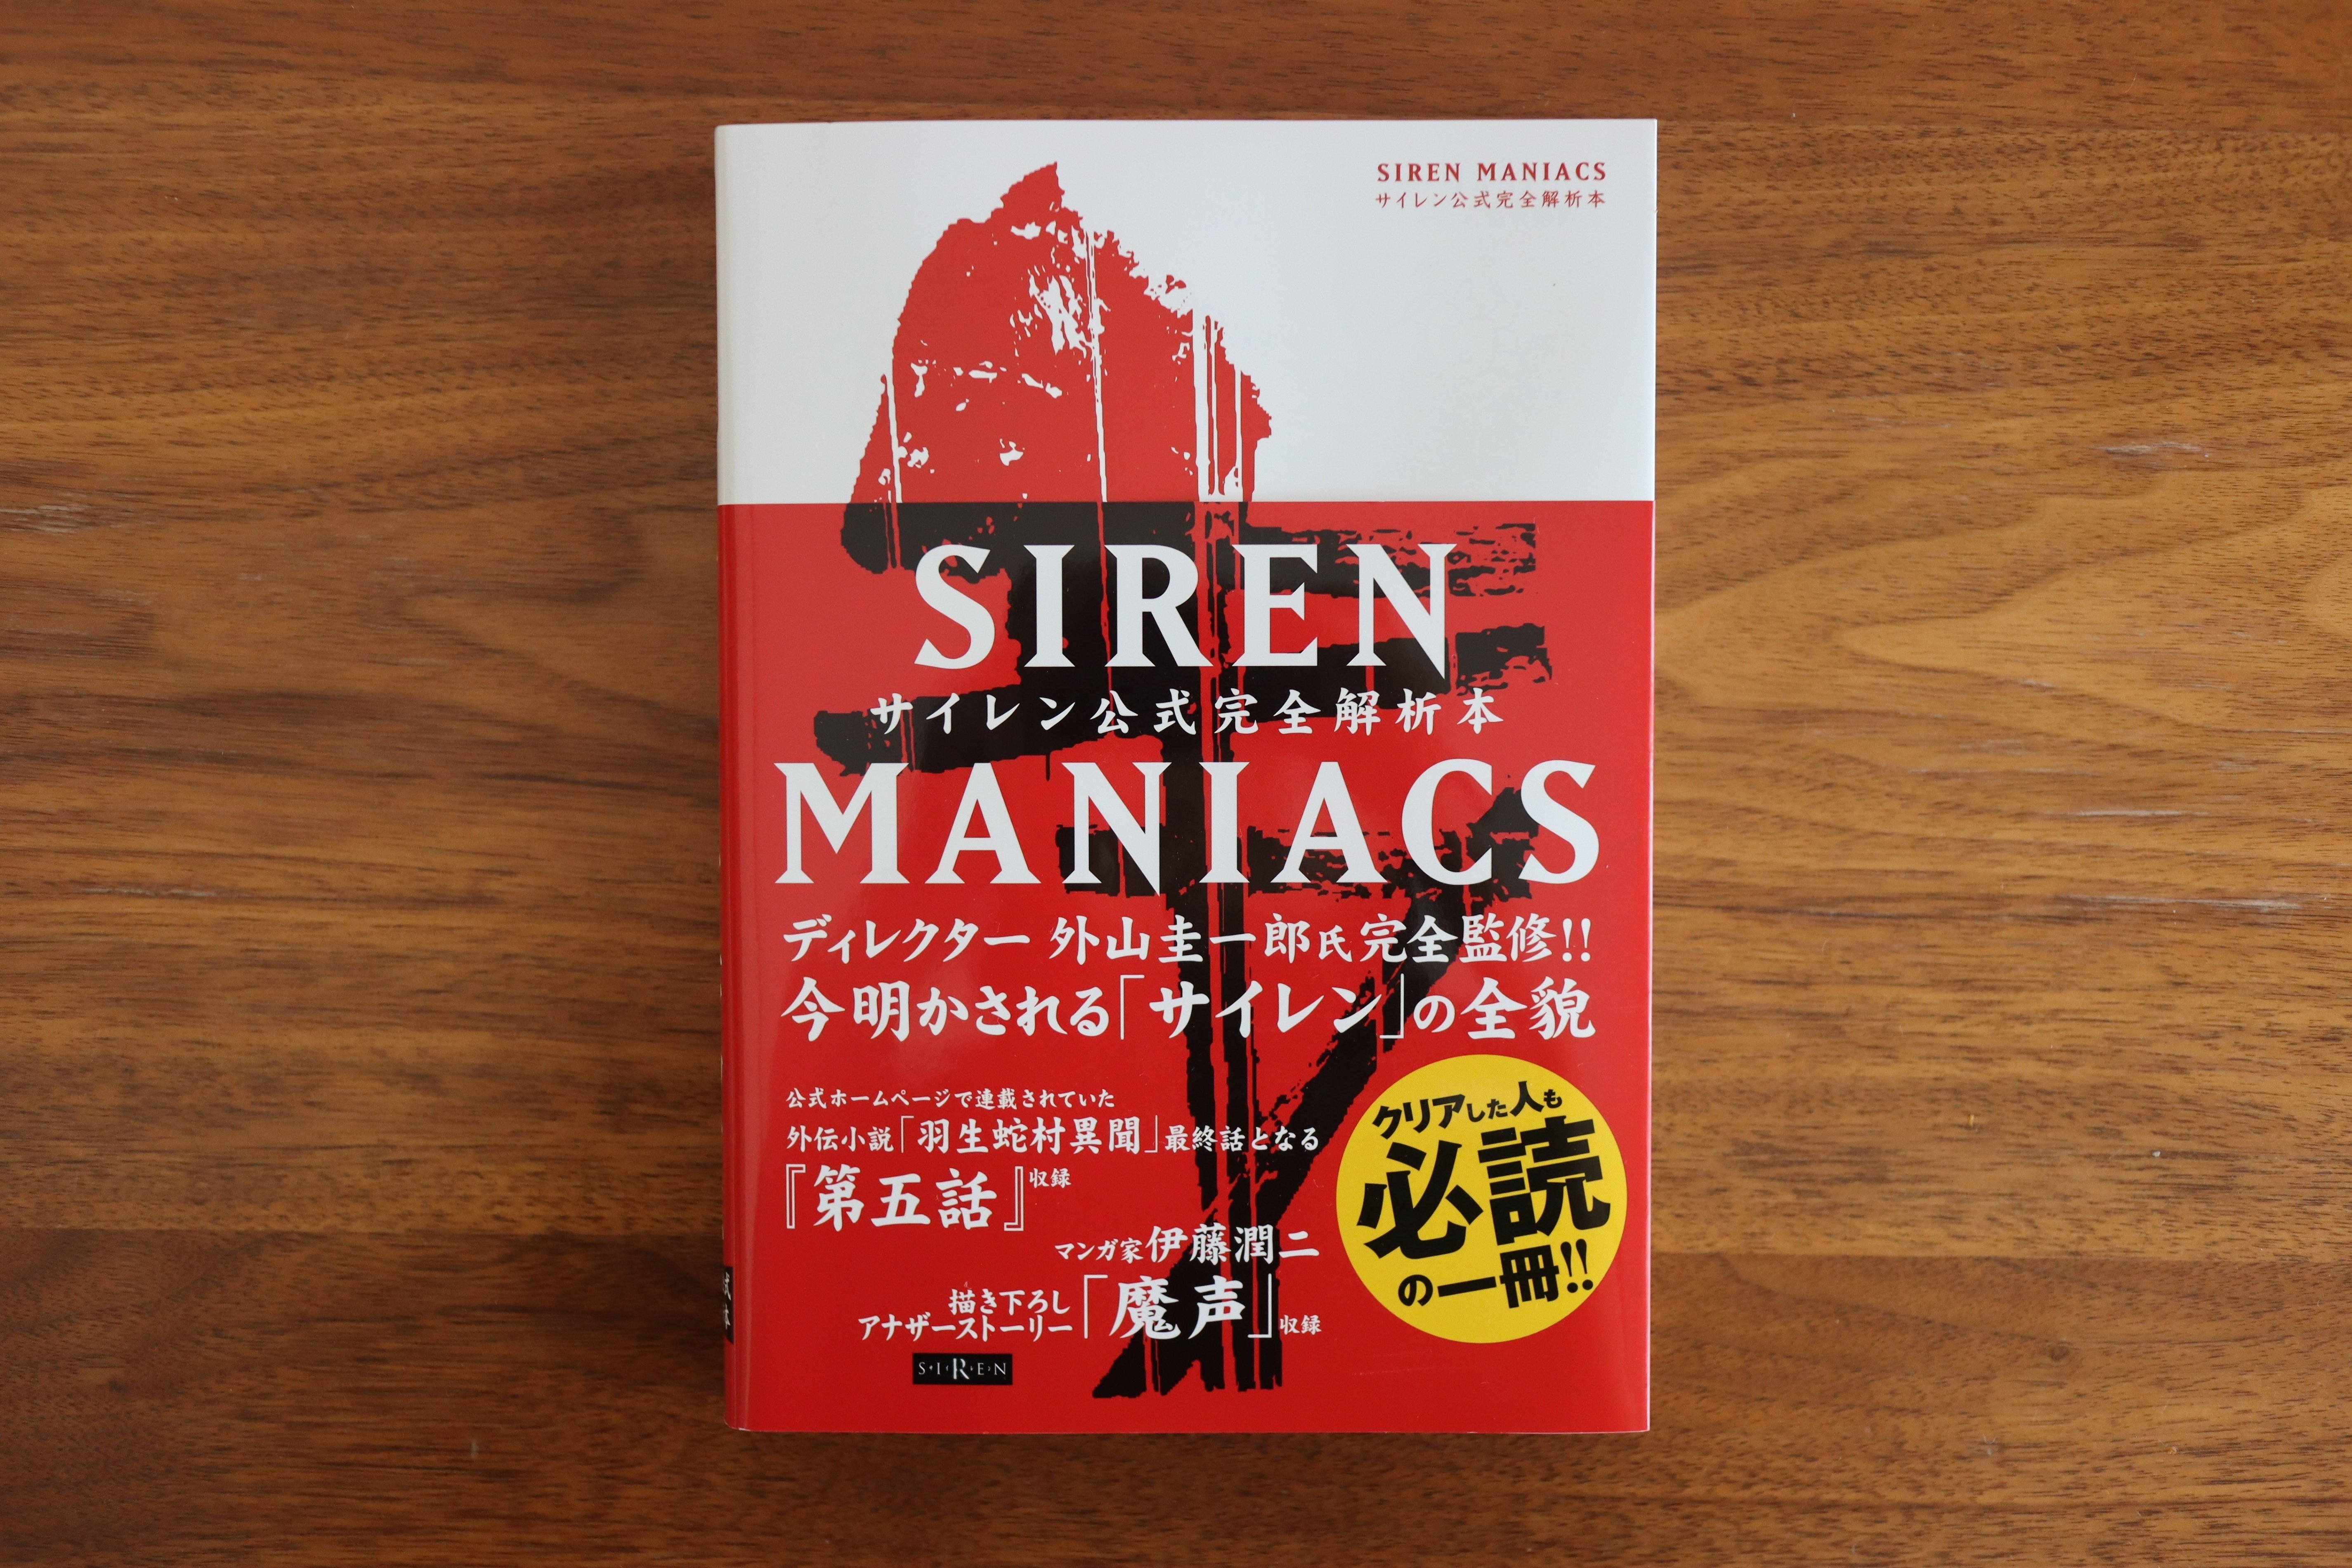 SIREN MANIACS
サイレン公式完全解析本
SIREN
サイレン公式完全解析本
MANIACS
ディレクター 外山圭一郎氏完全監修!!
今明かされる「サイレン」の全貌
公式ホームページで連載されていた
外伝小説「羽生蛇村異聞」最終話となる
『第五話』収録
マンガ家伊藤潤二
描き下ろし
アナザーストーリー「魔声」収録
SIREN
クリアした人も
必読
の一冊!!